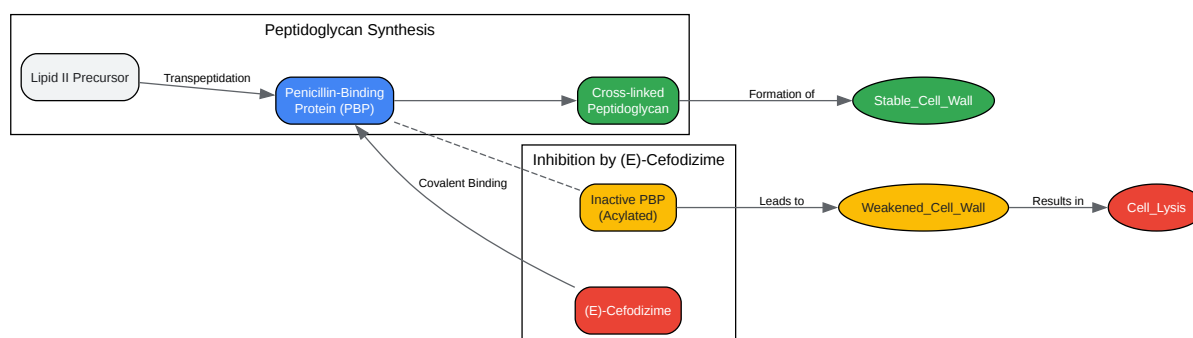 Peptidoglycan Synthesis
Lipid II Precursor
Transpeptidation
Penicillin-Binding
Protein (PBP)
Cross-linked
Peptidoglycan
Formation of
Stable_Cell_Wall
Inhibition by (E)-Cefodizime
Covalent Binding
Inactive PBP
(Acylated)
Leads to
Weakened_Cell_Wall
Results in
Cell_Lysis
(E)-Cefodizime